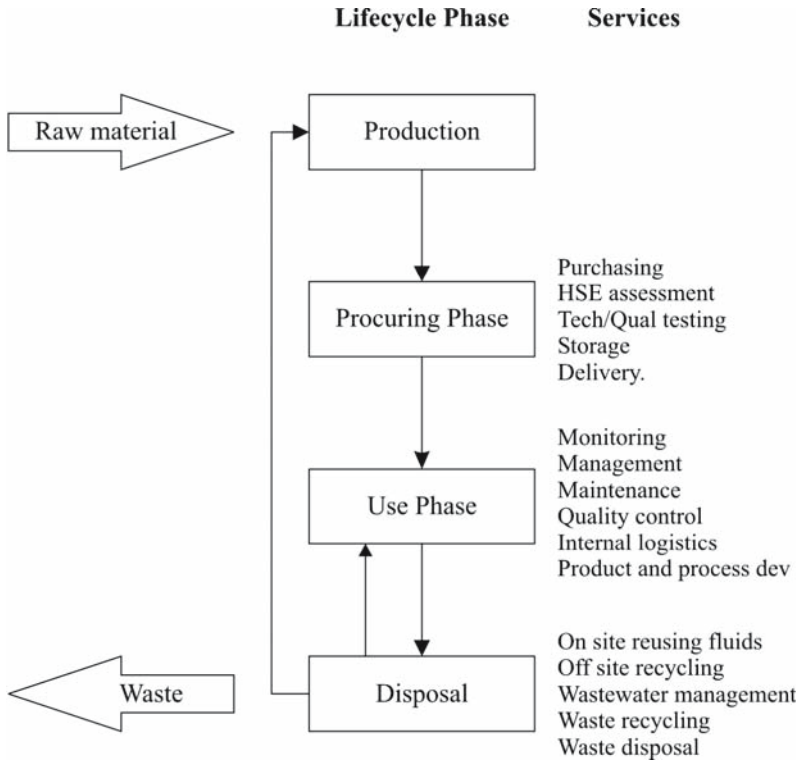 Lifecycle Phase
Services
Raw material
Production
Procuring Phase
Purchasing
HSE assessment
Tech/Qual testing
Storage
Delivery.
Use Phase
Monitoring
Management
Maintenance
Quality control
Internal logistics
Product and process dev
Waste
Disposal
On site reusing fluids
Off site recycling
Wastewater management
Waste recycling
Waste disposal